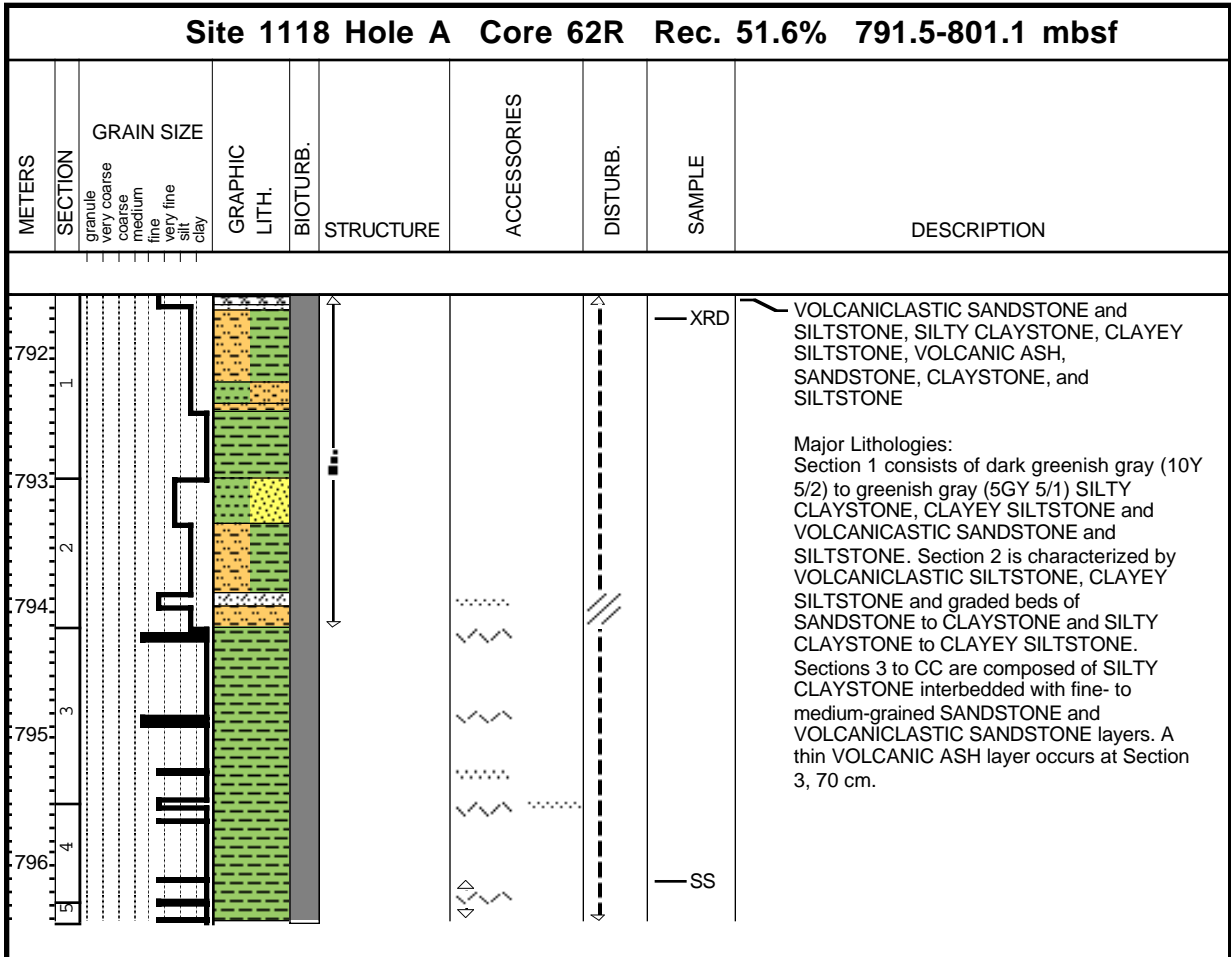 Site 1118 Hole A Core 62R Rec. 51.6% 791.5-801.1 mbsf
METERS
SECTION
GRAIN SIZE
granule
very coarse
coarse
medium
fine
very fine
silt
clay
GRAPHIC
LITH.
BIOTURB.
STRUCTURE
ACCESSORIES
DISTURB.
SAMPLE
DESCRIPTION
792
793
794
795
796
1
2
3
4
5
XRD
SS
VOLCANICLASTIC SANDSTONE and
SILTSTONE, SILTY CLAYSTONE, CLAYEY
SILTSTONE, VOLCANIC ASH,
SANDSTONE, CLAYSTONE, and
SILTSTONE
Major Lithologies:
Section 1 consists of dark greenish gray (10Y
5/2) to greenish gray (5GY 5/1) SILTY
CLAYSTONE, CLAYEY SILTSTONE and
VOLCANICASTIC SANDSTONE and
SILTSTONE. Section 2 is characterized by
VOLCANICLASTIC SILTSTONE, CLAYEY
SILTSTONE and graded beds of
SANDSTONE to CLAYSTONE and SILTY
CLAYSTONE to CLAYEY SILTSTONE.
Sections 3 to CC are composed of SILTY
CLAYSTONE interbedded with fine- to
medium-grained SANDSTONE and
VOLCANICLASTIC SANDSTONE layers. A
thin VOLCANIC ASH layer occurs at Section
3, 70 cm.